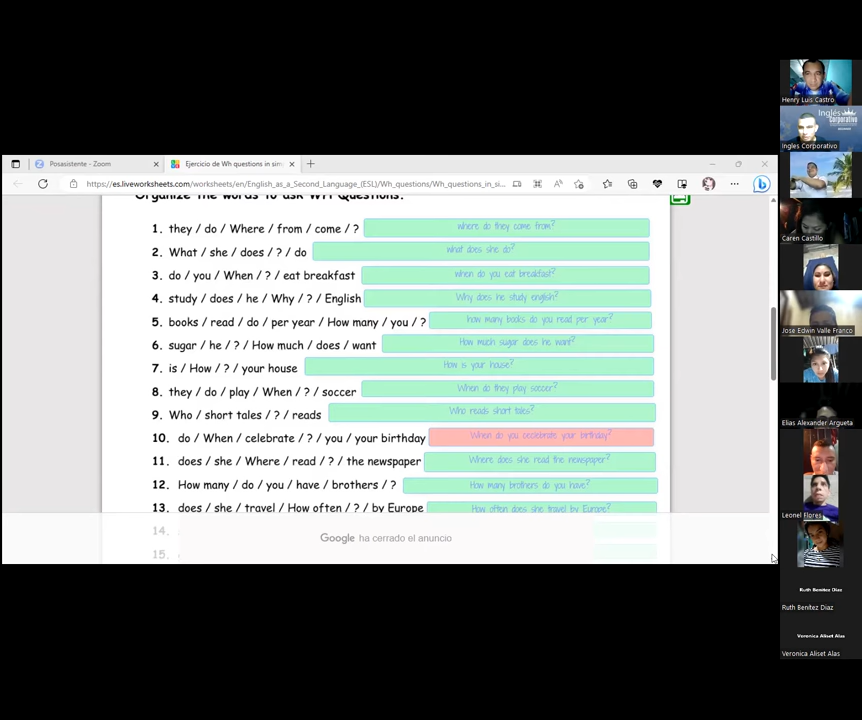 Posasistente - Zoom
Ejercicio de Wh questions in sim
https://es.liveworksheets.com/worksheets/en/English_as_a_Second_Language_(ESL)/Wh_questions/Wh_questions_in_si...
Organize the words to ask WH Questions.
1. they / do / Where / from / come / ? where do they come from?
2. What / she / does / ? / do what does she do?
3. do / you / When / ? / eat breakfast when do you eat breakfast?
4. study / does / he / Why / ? / English Why does he study english?
5. books / read / do / per year / How many / you / ? how many books do you read per year?
6. sugar / he / ? / How much / does / want How much sugar does he want?
7. is / How / ? / your house How is your house?
8. they / do / play / When / ? / soccer When do they play soccer?
9. Who / short tales / ? / reads Who reads short tales?
10. do / When / celebrate / ? / you / your birthday When do you cecelebrate your birthday?
11. does / she / Where / read / ? / the newspaper Where does she read the newspaper?
12. How many / do / you / have / brothers / ? How many brothers do you have?
13. does / she / travel / How often / ? / by Europe How often does she travel by Europe?
14.
15.
Google ha cerrado el anuncio
Henry Luis Castro
Inglés
Corporativo
Ingles Corporativo
Caren Castillo
Jose Edwin Valle Franco
Elias Alexander Argueta
Leonel Flores
Ruth Benítez Diaz
Ruth Benítez Diaz
Veronica Aliset Alas
Veronica Aliset Alas